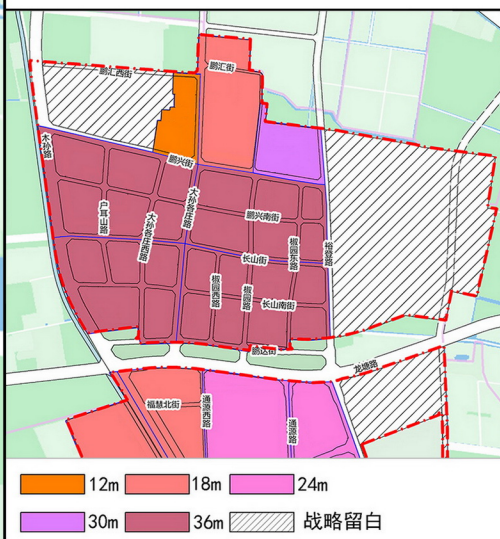 鹏汇街
鹏汇西街
木孙路
鹏兴街
户耳山路
大孙各庄西路
大孙各庄路
鹏兴南街
长山街
椒园东路
裕登路
椒园西路
椒园路
长山南街
鹏达街
龙塘路
福慧北街
通源西路
通源路
12m
18m
24m
30m
36m
战略留白